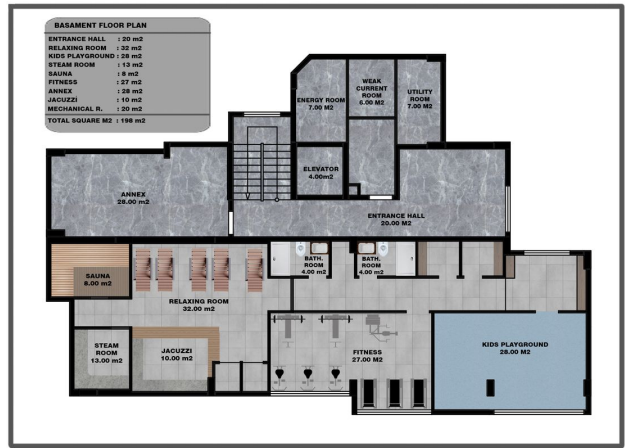 BASAMENT FLOOR PLAN
ENTRANCE HALL : 20 m2
RELAXING ROOM : 32 m2
KIDS PLAYGROUND : 28 m2
STEAM ROOM : 13 m2
SAUNA : 8 m2
FITNESS : 27 m2
ANNEX : 28 m2
JACUZZİ : 10 m2
MECHANICAL R. : 20 m2
TOTAL SQUARE M2 : 198 m2
ENERGY ROOM
7.00 M2
WEAK
CURRENT
ROOM
6.00 M2
UTILITY
ROOM
7.00 M2
ELEVATOR
4.00m2
ANNEX
28.00 m2
ENTRANCE HALL
20.00 M2
SAUNA
8.00 m2
RELAXING ROOM
32.00 M2
BATH.
ROOM
4.00 m2
BATH.
ROOM
4.00 m2
STEAM
ROOM
13.00 m2
JACUZZI
10.00 m2
FITNESS
27.00 M2
KIDS PLAYGROUND
28.00 M2